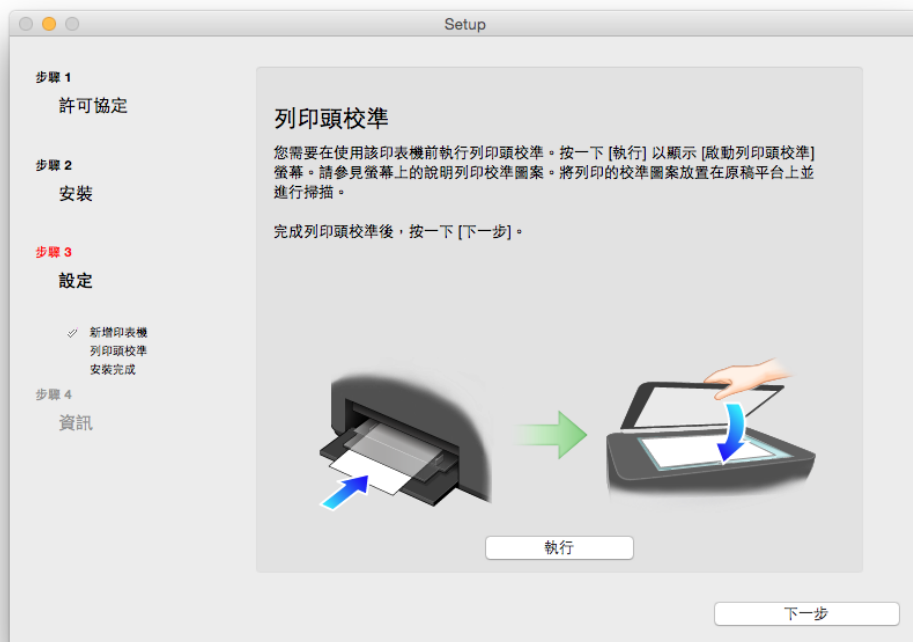 Setup
步驟 1
許可協定
步驟 2
安裝
步驟 3
設定
新增印表機
列印頭校準
安裝完成
步驟 4
資訊
列印頭校準
您需要在使用該印表機前執行列印頭校準。按一下 [執行] 以顯示 [啟動列印頭校準]
螢幕。請參見螢幕上的說明列印校準圖案。將列印的校準圖案放置在原稿平台上並
進行掃描。
完成列印頭校準後，按一下 [下一步]。
執行
下一步